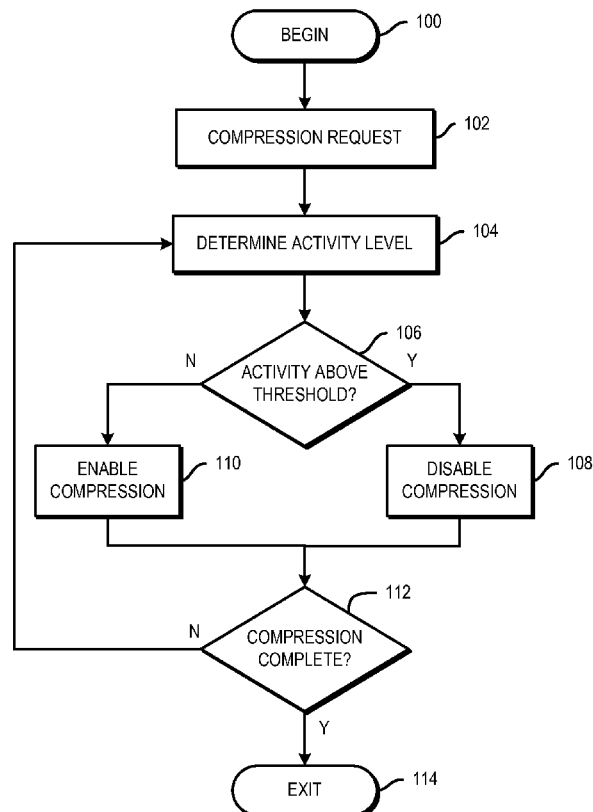 BEGIN
100
COMPRESSION REQUEST
102
DETERMINE ACTIVITY LEVEL
104
106
N
ACTIVITY ABOVE
THRESHOLD?
Y
ENABLE
COMPRESSION
110
DISABLE
COMPRESSION
108
112
N
COMPRESSION
COMPLETE?
Y
EXIT
114